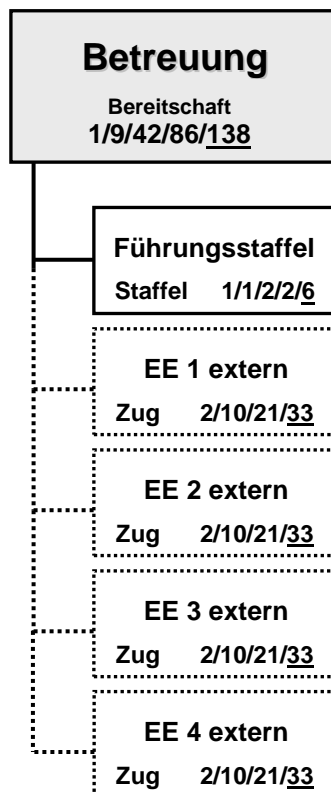 Betreuung
Bereitschaft
1/9/42/86/138
Führungsstaffel
Staffel 1/1/2/2/6
EE 1 extern
Zug 2/10/21/33
EE 2 extern
Zug 2/10/21/33
EE 3 extern
Zug 2/10/21/33
EE 4 extern
Zug 2/10/21/33